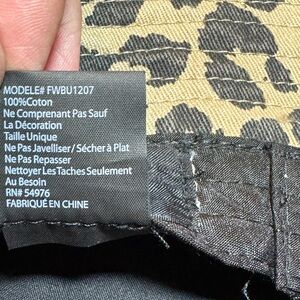 MODELE# FWBU1207
100%Coton
Ne Comprenant Pas Sauf
La Décoration
Taille Unique
Ne Pas Javelliser/Sécher à Plat
Ne Pas Repasser
Nettoyer Les Taches Seulement
Au Besoin
RN# 54976
FABRIQUÉ EN CHINE